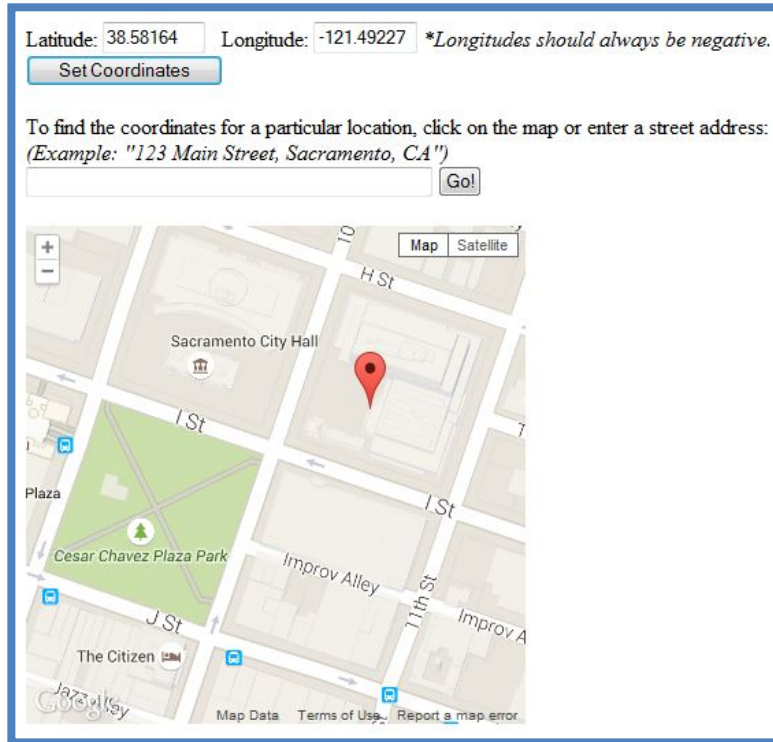 Latitude: 38.58164 Longitude: -121.49227 *Longitudes should always be negative.
Set Coordinates
To find the coordinates for a particular location, click on the map or enter a street address:
(Example: "123 Main Street, Sacramento, CA")
Go!
+
−
10
Map Satellite
H St
Sacramento City Hall
I St
Plaza
I St
Cesar Chavez Plaza Park
Improv Alley
11th St
Improv A
J St
The Citizen
Jazz Alley
Google
Map Data Terms of Use Report a map error